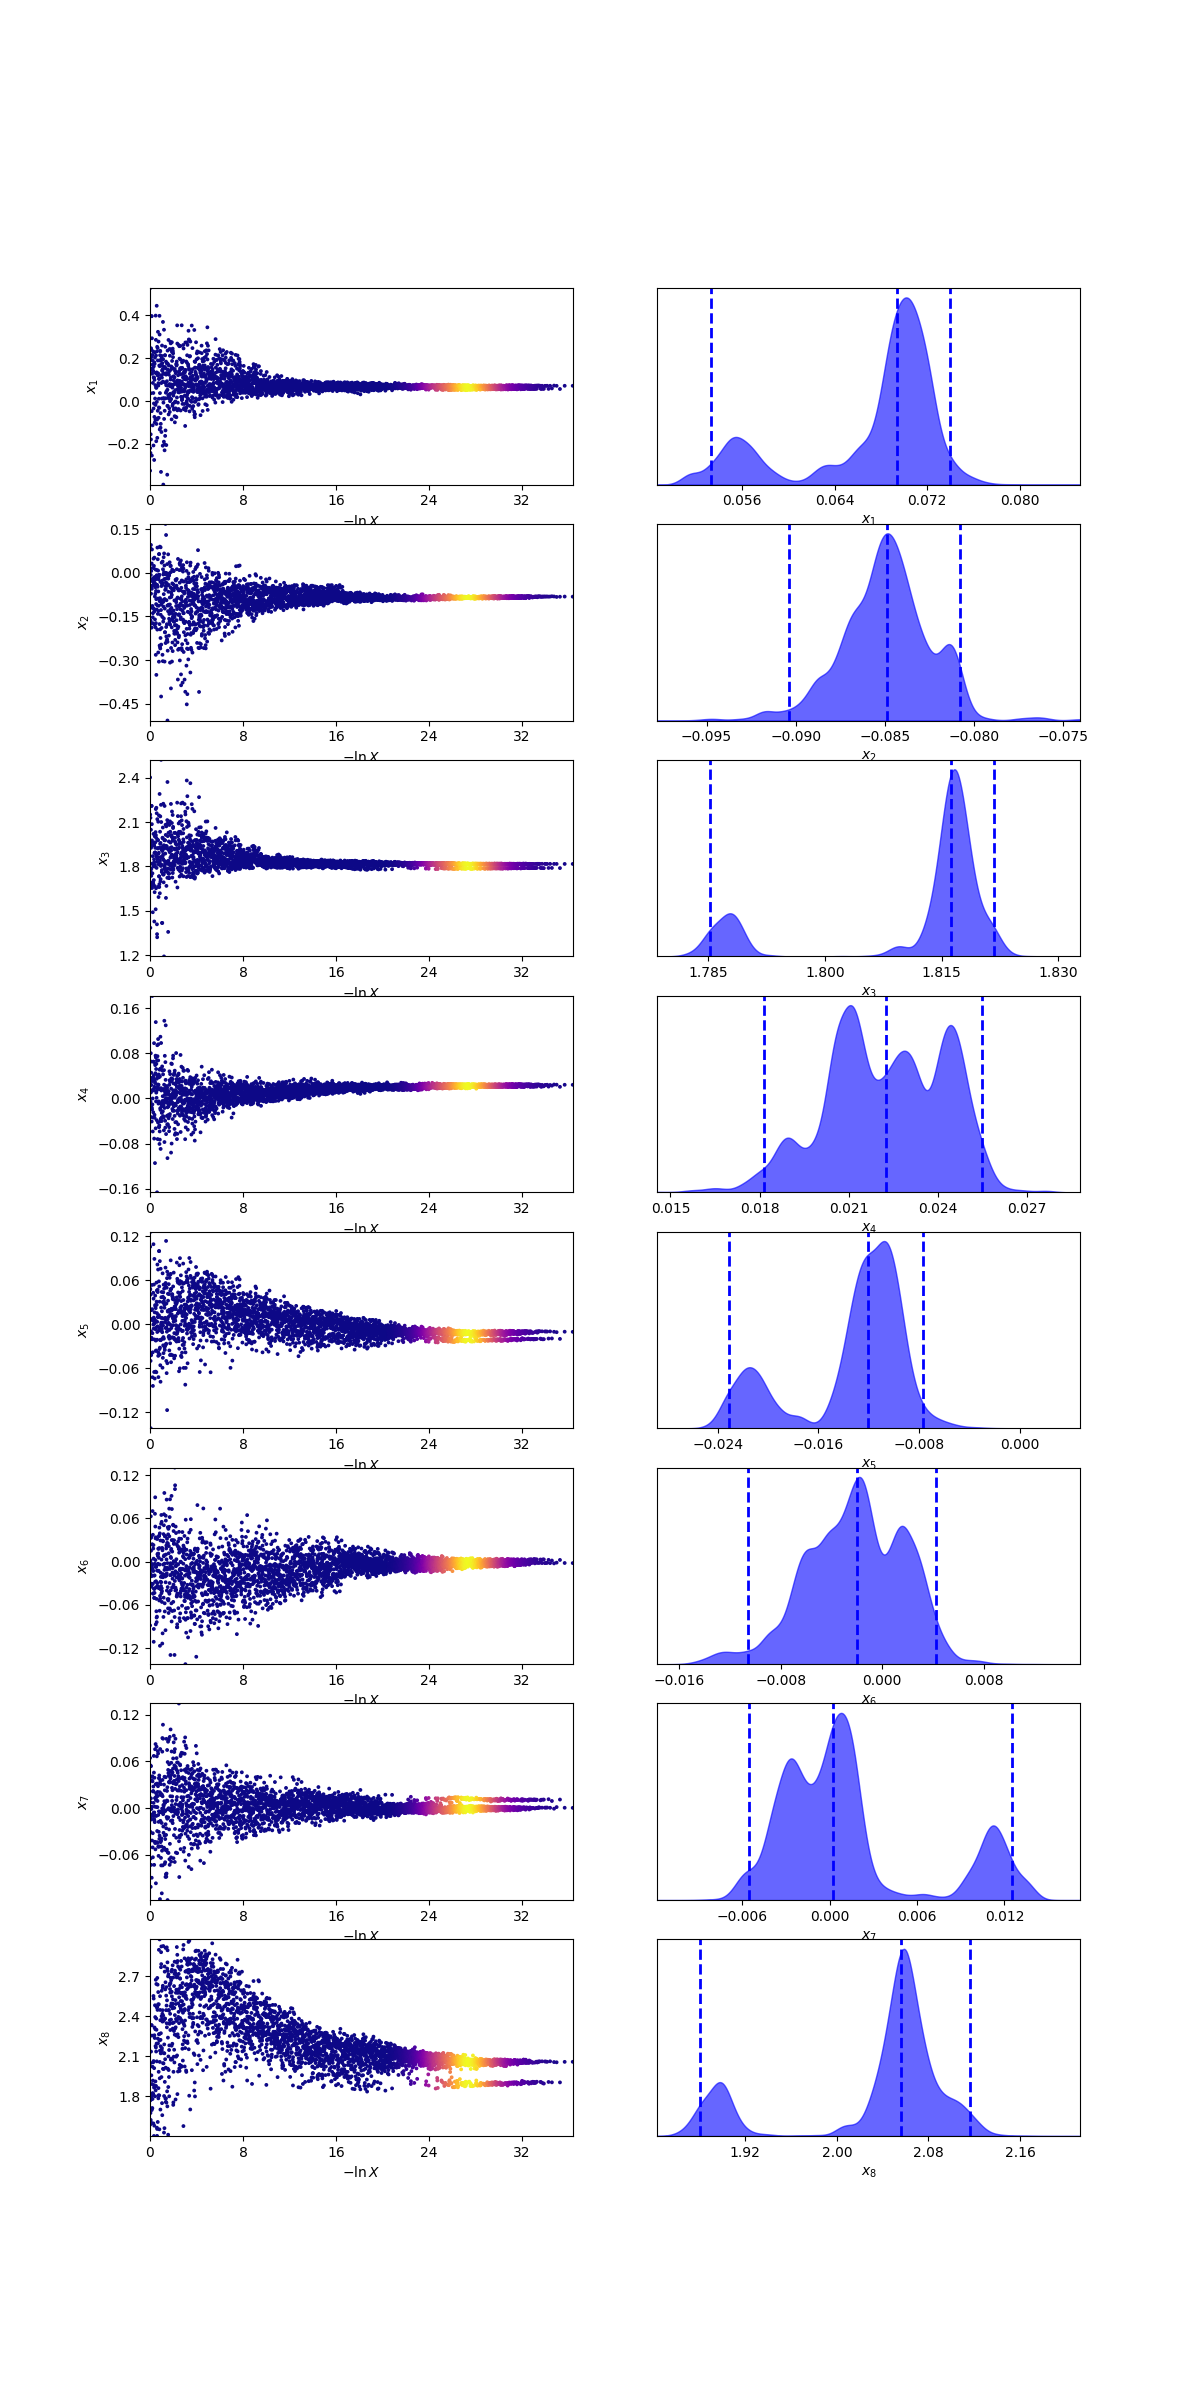 0.4
0.2
0.0
−0.2
x₁
0 8 16 24 32
−ln X
0.056 0.064 0.072 0.080
x₁
0.15
0.00
−0.15
−0.30
−0.45
x₂
0 8 16 24 32
−ln X
−0.095 −0.090 −0.085 −0.080 −0.075
x₂
2.4
2.1
1.8
1.5
1.2
x₃
0 8 16 24 32
−ln X
1.785 1.800 1.815 1.830
x₃
0.16
0.08
0.00
−0.08
−0.16
x₄
0 8 16 24 32
−ln X
0.015 0.018 0.021 0.024 0.027
x₄
0.12
0.06
0.00
−0.06
−0.12
x₅
0 8 16 24 32
−ln X
−0.024 −0.016 −0.008 0.000
x₅
0.12
0.06
0.00
−0.06
−0.12
x₆
0 8 16 24 32
−ln X
−0.016 −0.008 0.000 0.008
x₆
0.12
0.06
0.00
−0.06
x₇
0 8 16 24 32
−ln X
−0.006 0.000 0.006 0.012
x₇
2.7
2.4
2.1
1.8
x₈
0 8 16 24 32
−ln X
1.92 2.00 2.08 2.16
x₈